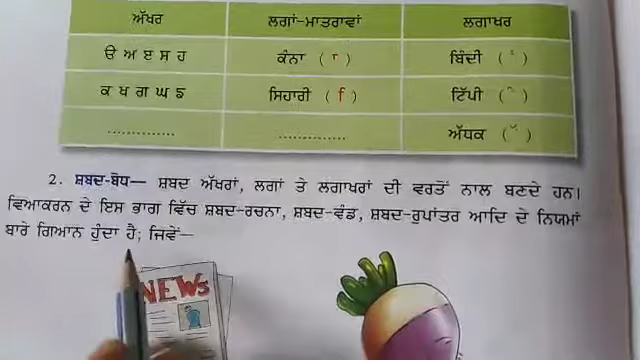 ਅੱਖਰ ਲਗਾਂ-ਮਾਤਰਾਵਾਂ ਲਗਾਖਰ
ੳ ਅ ੲ ਸ ਹ ਕੰਨਾ ( ਾ ) ਬਿੰਦੀ ( ਂ )
ਕ ਖ ਗ ਘ ਙ ਸਿਹਾਰੀ ( ਿ ) ਟਿੱਪੀ ( ੰ )
................ ................ ਅੱਧਕ ( ੱ )
2. ਸ਼ਬਦ-ਬੋਧ— ਸ਼ਬਦ ਅੱਖਰਾਂ, ਲਗਾਂ ਤੇ ਲਗਾਖਰਾਂ ਦੀ ਵਰਤੋਂ ਨਾਲ ਬਣਦੇ ਹਨ।
ਵਿਆਕਰਨ ਦੇ ਇਸ ਭਾਗ ਵਿੱਚ ਸ਼ਬਦ-ਰਚਨਾ, ਸ਼ਬਦ-ਵੰਡ, ਸ਼ਬਦ-ਰੁਪਾਂਤਰ ਆਦਿ ਦੇ ਨਿਯਮਾਂ
ਬਾਰੇ ਗਿਆਨ ਹੁੰਦਾ ਹੈ; ਜਿਵੇਂ—
NEWS